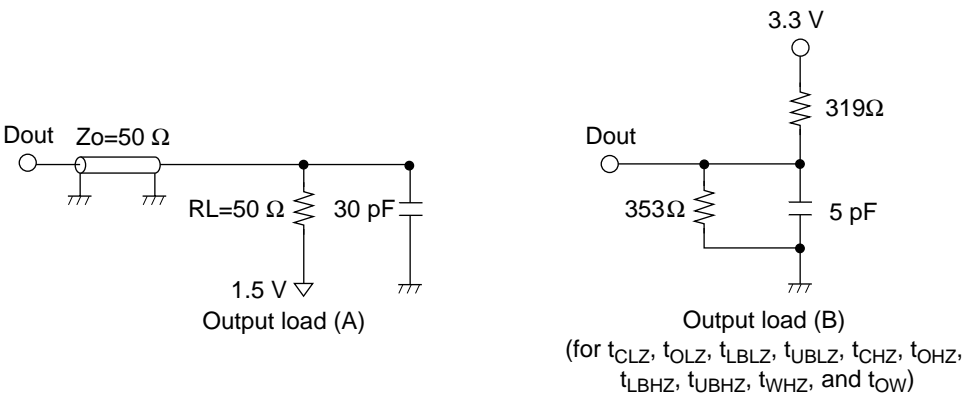 Dout
Zo=50 Ω
RL=50 Ω
30 pF
1.5 V
Output load (A)
3.3 V
319Ω
Dout
353Ω
5 pF
Output load (B)
(for tCLZ, tOLZ, tLBLZ, tUBLZ, tCHZ, tOHZ,
tLBHZ, tUBHZ, tWHZ, and tOW)